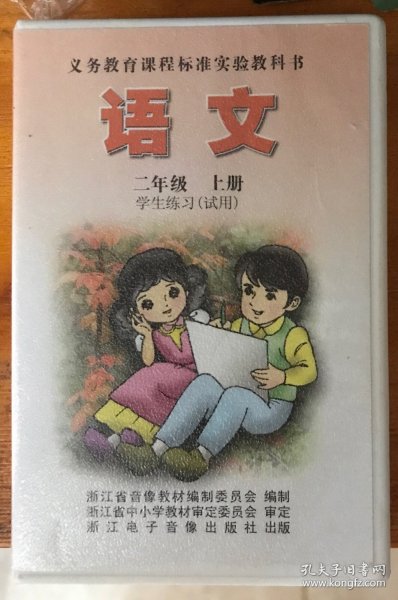 义务教育课程标准实验教科书
语文
二年级 上册
学生练习(试用)
浙江省音像教材编制委员会 编制
浙江省中小学教材审定委员会 审定
浙江电子音像出版社出版
孔夫子旧书网
www.kongfz.com